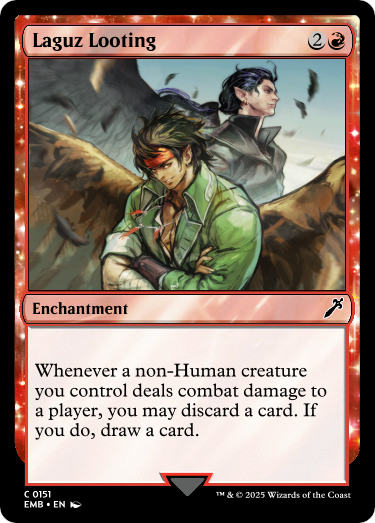 Laguz Looting 2
Enchantment
Whenever a non-Human creature
you control deals combat damage to
a player, you may discard a card. If
you do, draw a card.
C 0151
EMB • EN
™ & © 2025 Wizards of the Coast